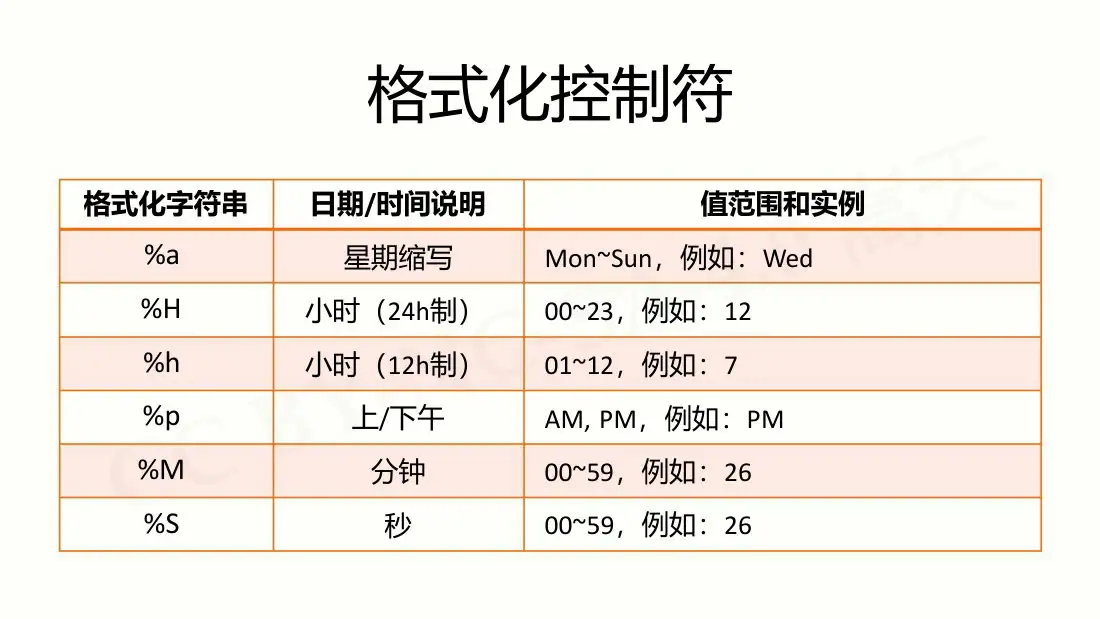 格式化控制符
格式化字符串 日期/时间说明 值范围和实例
%a 星期缩写 Mon~Sun，例如：Wed
%H 小时（24h制） 00~23，例如：12
%h 小时（12h制） 01~12，例如：7
%p 上/下午 AM, PM，例如：PM
%M 分钟 00~59，例如：26
%S 秒 00~59，例如：26